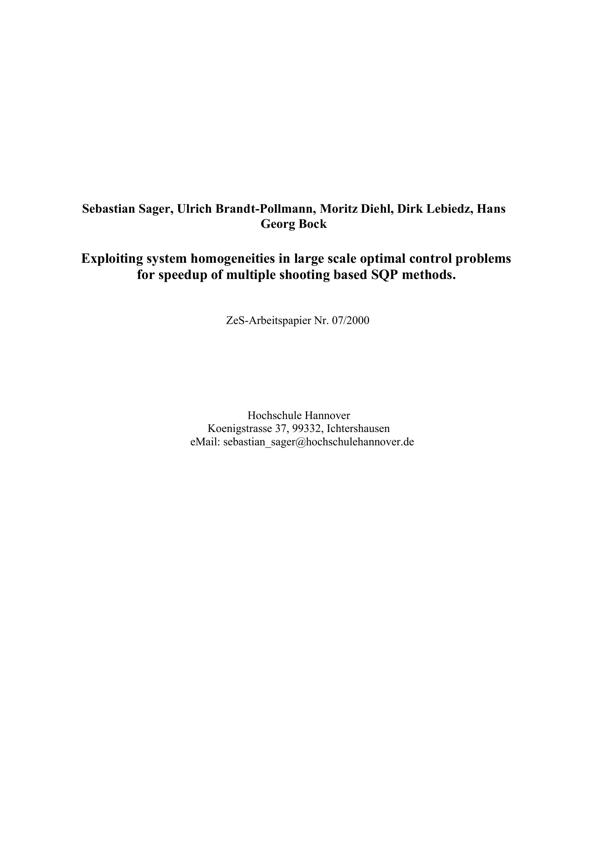 Sebastian Sager, Ulrich Brandt-Pollmann, Moritz Diehl, Dirk Lebiedz, Hans
Georg Bock
Exploiting system homogeneities in large scale optimal control problems
for speedup of multiple shooting based SQP methods.
ZeS-Arbeitspapier Nr. 07/2000
Hochschule Hannover
Koenigstrasse 37, 99332, Ichtershausen
eMail: sebastian_sager@hochschulehannover.de